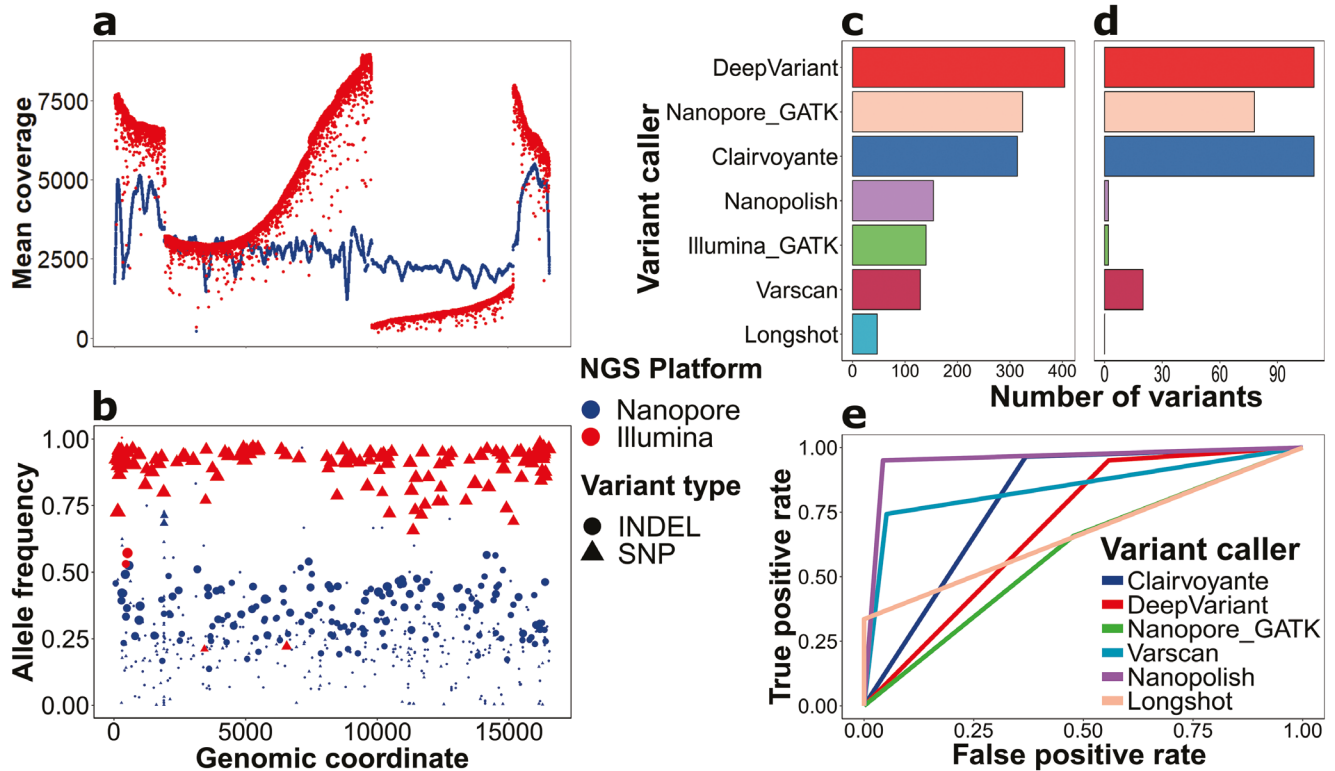 a
Mean coverage
7500
5000
2500
0
b
Allele frequency
1.00
0.75
0.50
0.25
0.00
0
5000
10000
15000
Genomic coordinate
NGS Platform
Nanopore
Illumina
Variant type
INDEL
SNP
c
d
Variant caller
DeepVariant
Nanopore_GATK
Clairvoyante
Nanopolish
Illumina_GATK
Varscan
Longshot
0
100
200
300
400
0
30
60
90
Number of variants
e
True positive rate
1.00
0.75
0.50
0.25
0.00
0.00
0.25
0.50
0.75
1.00
False positive rate
Variant caller
Clairvoyante
DeepVariant
Nanopore_GATK
Varscan
Nanopolish
Longshot